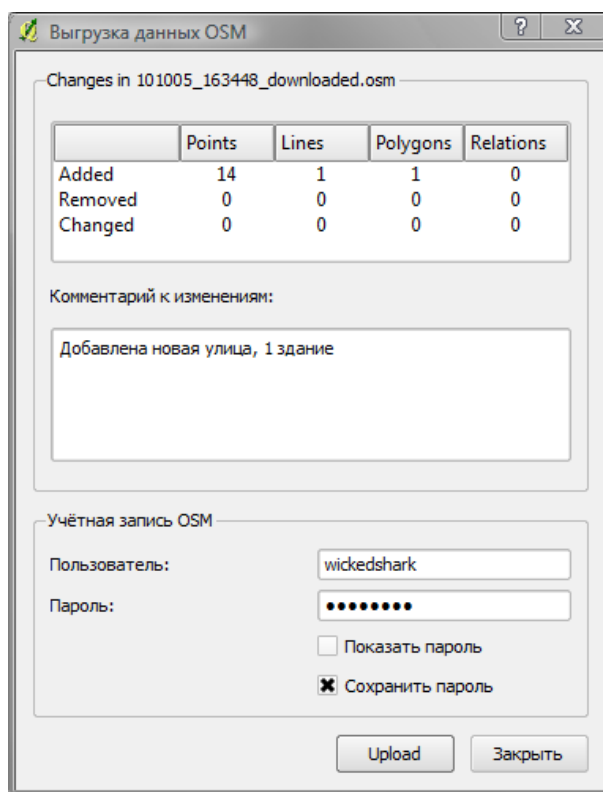 Выгрузка данных OSM
Changes in 101005_163448_downloaded.osm
Points Lines Polygons Relations
Added 14 1 1 0
Removed 0 0 0 0
Changed 0 0 0 0
Комментарий к изменениям:
Добавлена новая улица, 1 здание
Учётная запись OSM
Пользователь: wickedshark
Пароль: ●●●●●●●●
Показать пароль
Сохранить пароль
Upload Закрыть